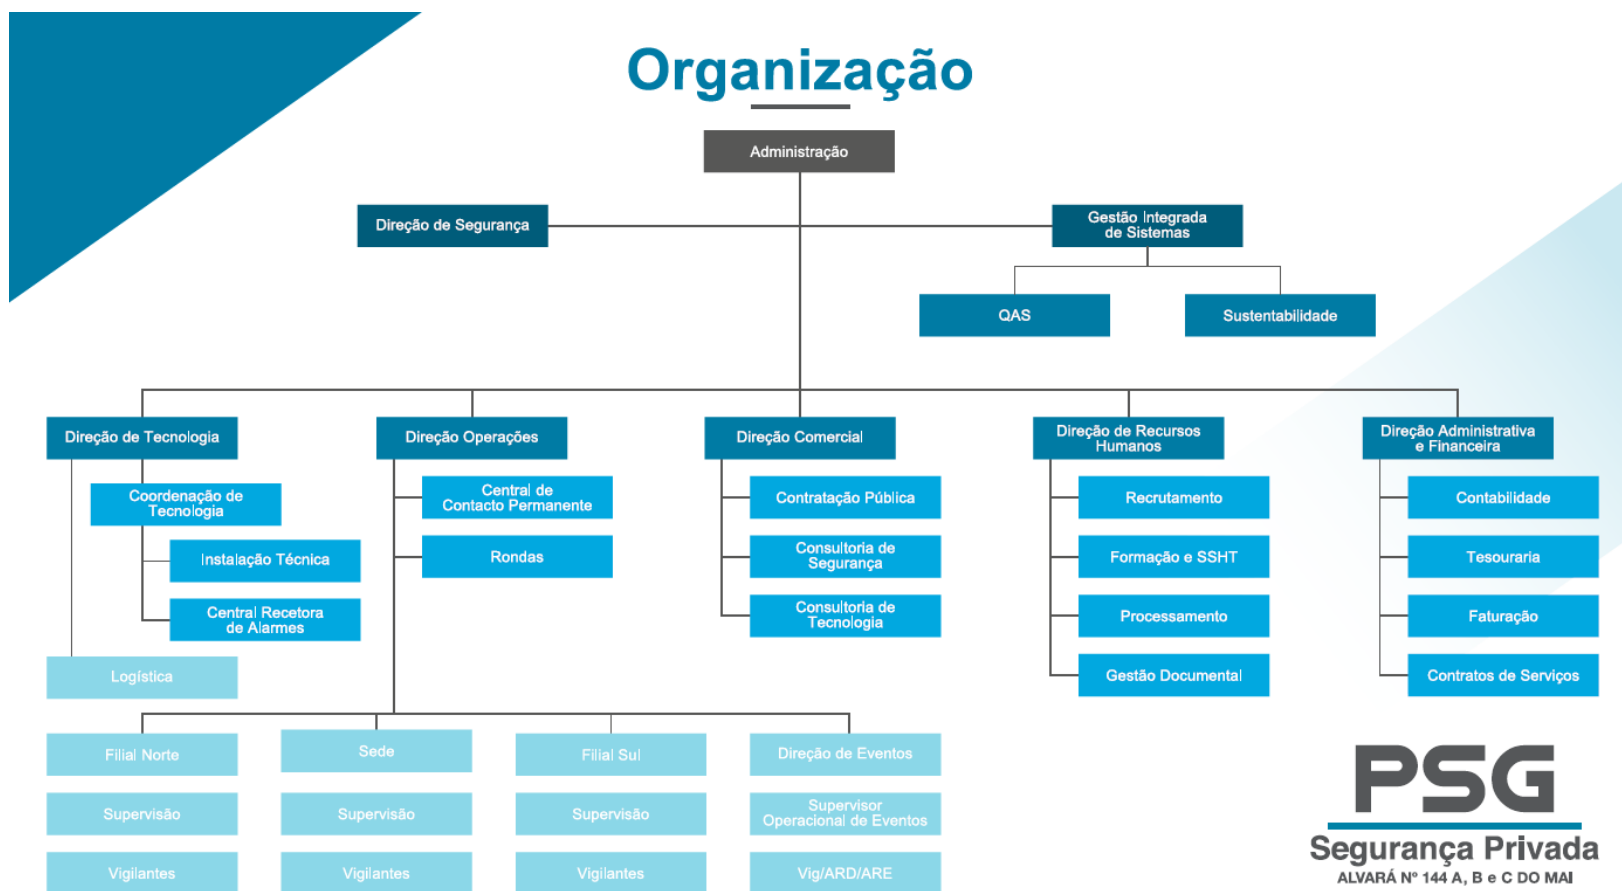 Organização
Administração
Direção de Segurança
Gestão Integrada
de Sistemas
QAS
Sustentabilidade
Direção de Tecnologia
Coordenação de
Tecnologia
Instalação Técnica
Central Recetora
de Alarmes
Logística
Direção Operações
Central de
Contacto Permanente
Rondas
Direção Comercial
Contratação Pública
Consultoria de
Segurança
Consultoria de
Tecnologia
Direção de Recursos
Humanos
Recrutamento
Formação e SSHT
Processamento
Gestão Documental
Direção Administrativa
e Financeira
Contabilidade
Tesouraria
Faturação
Contratos de Serviços
Filial Norte
Supervisão
Vigilantes
Sede
Supervisão
Vigilantes
Filial Sul
Supervisão
Vigilantes
Direção de Eventos
Supervisor
Operacional de Eventos
Vig/ARD/ARE
PSG
Segurança Privada
ALVARÁ Nº 144 A, B e C DO MAI